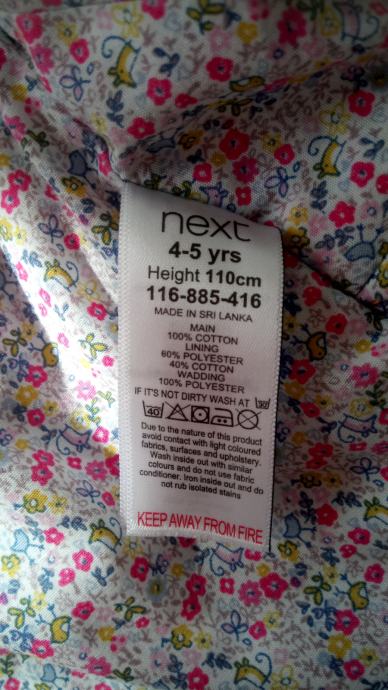 next
4-5 yrs
Height 110cm
116-885-416
MADE IN SRI LANKA
MAIN
100% COTTON
LINING
60% POLYESTER
40% COTTON
WADDING
100% POLYESTER
IF IT'S NOT DIRTY WASH AT 30
40
Due to the nature of this product
avoid contact with light coloured
fabrics, surfaces and upholstery.
Wash inside out with similar
colours and do not use fabric
conditioner. Iron inside out and do
not rub isolated stains
KEEP AWAY FROM FIRE